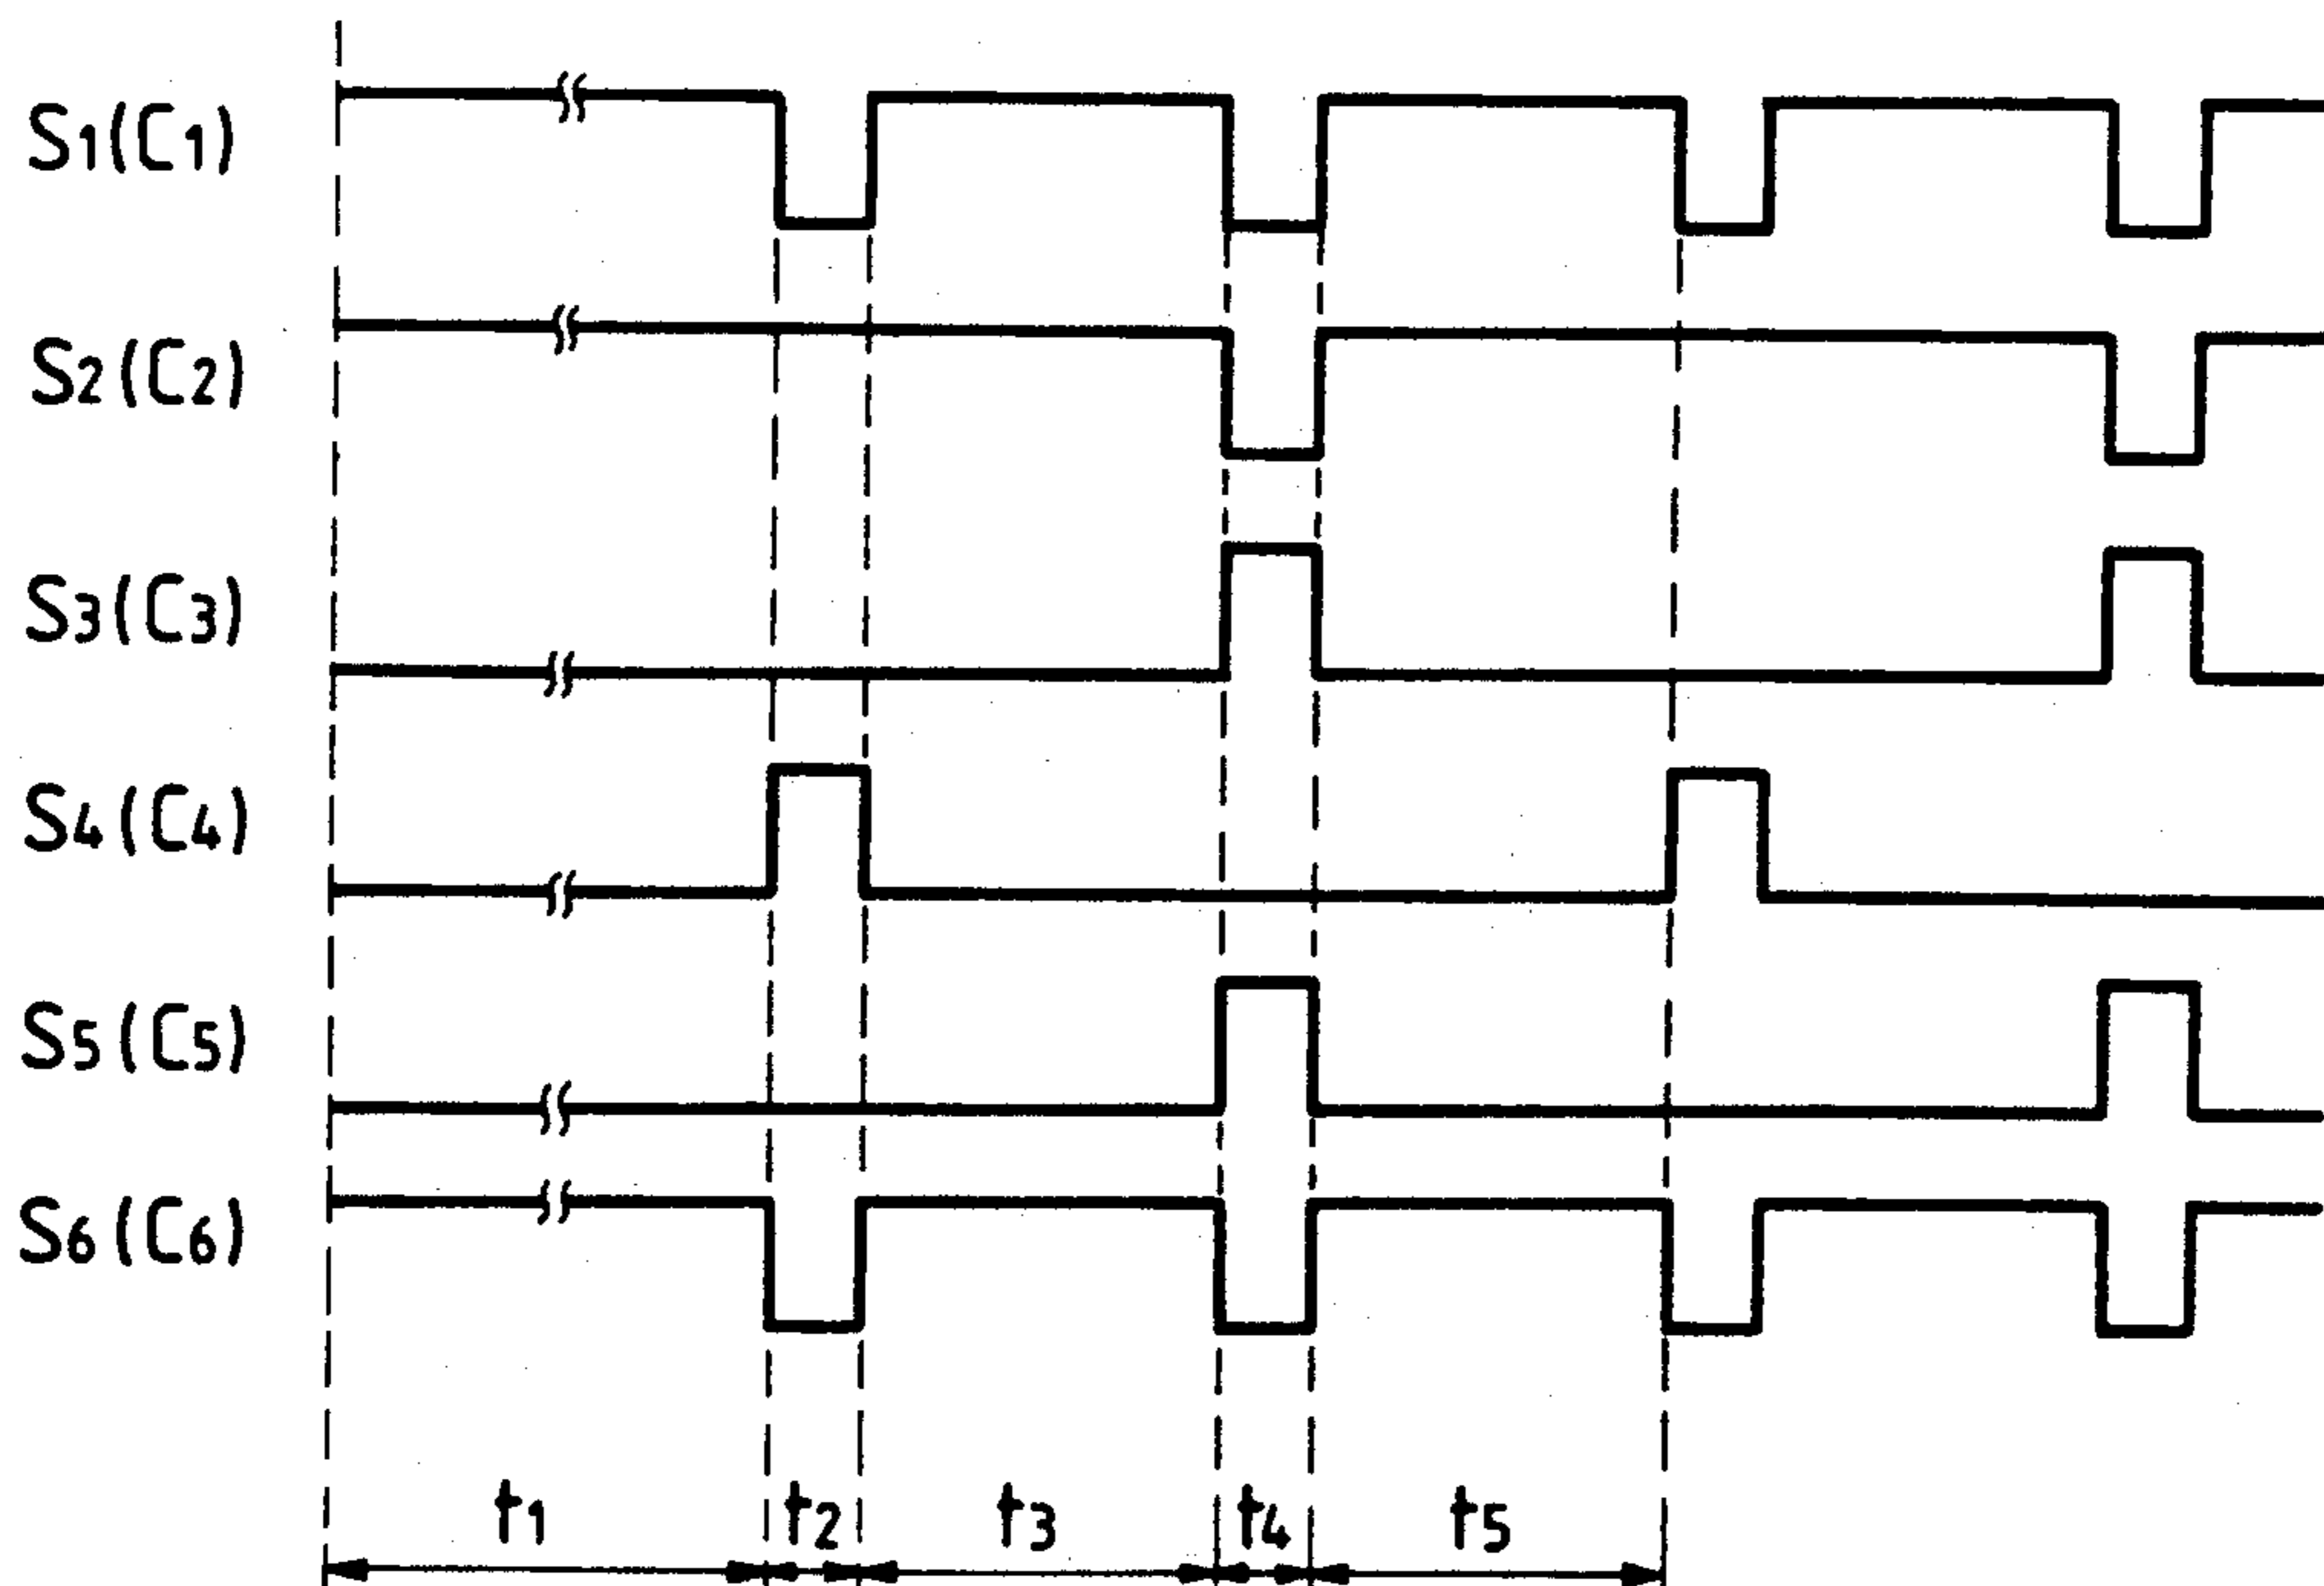 S1(C1)
S2(C2)
S3(C3)
S4(C4)
S5(C5)
S6(C6)
t1 t2 t3 t4 t5